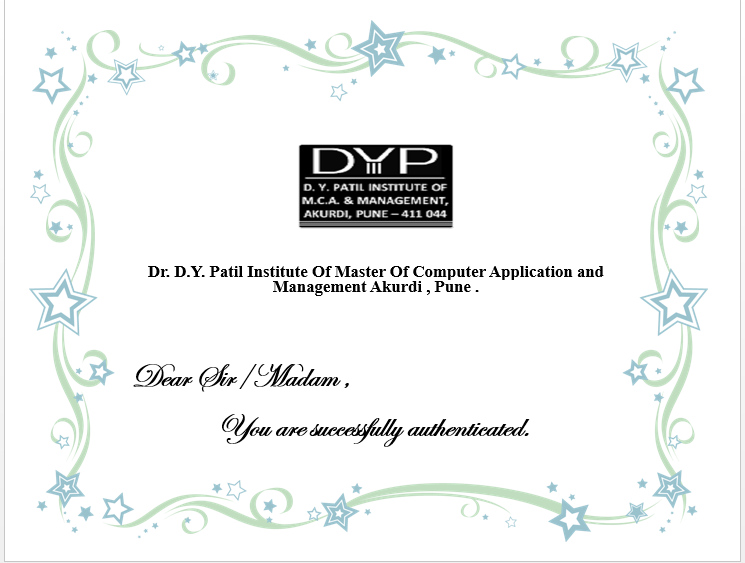 DYP
D. Y. PATIL INSTITUTE OF
M.C.A. & MANAGEMENT,
AKURDI, PUNE – 411 044
Dr. D.Y. Patil Institute Of Master Of Computer Application and
Management Akurdi , Pune .
Dear Sir / Madam ,
You are successfully authenticated.